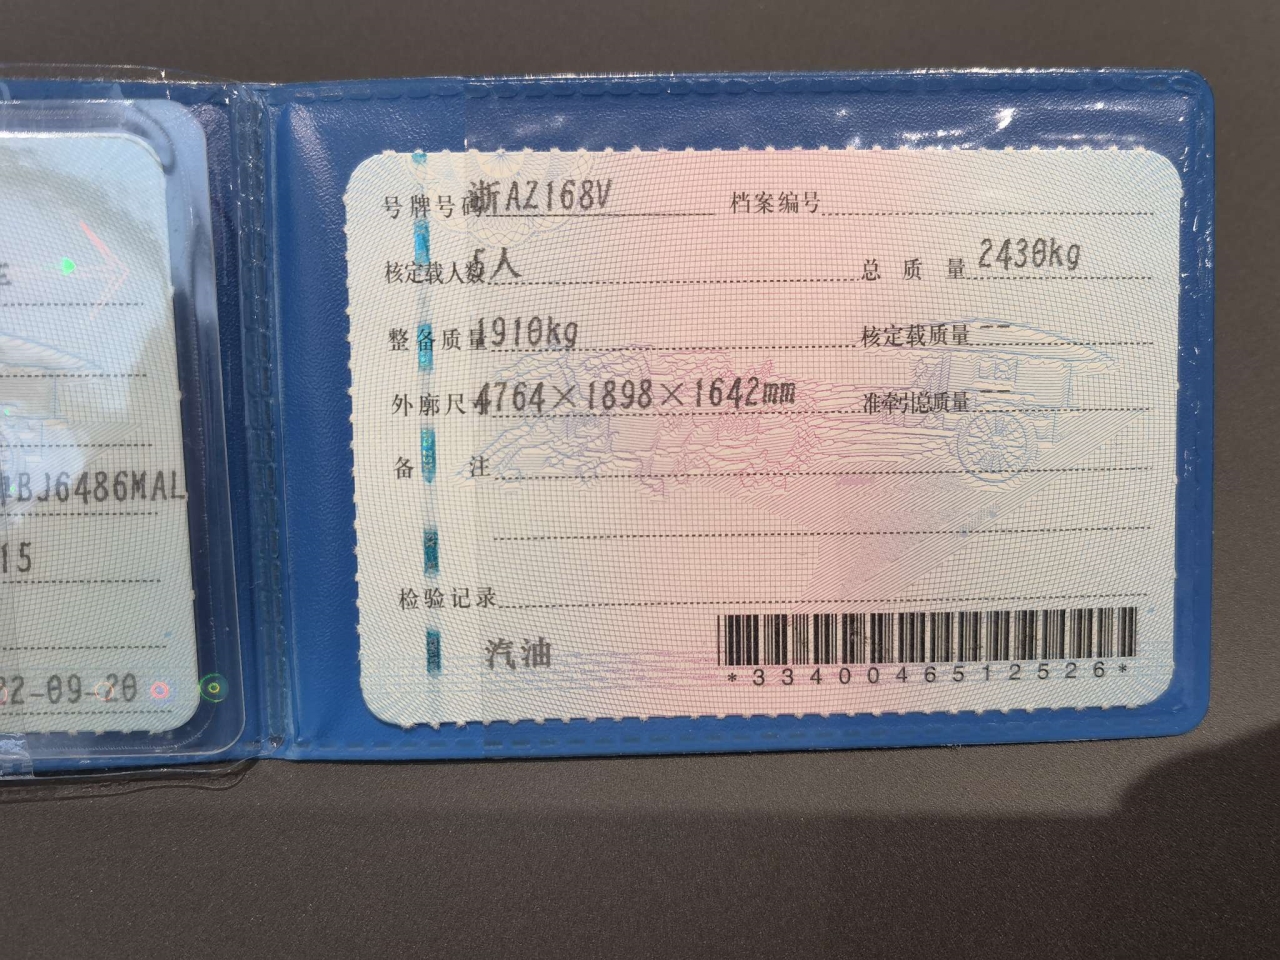 号牌号码 浙AZ168V 档案编号
核定载人数 5人 总质量 2430kg
整备质量 1910kg 核定载质量 --
外廓尺寸 4764×1898×1642mm 准牵引总质量 --
备注
检验记录
汽油
*3340046512526*
BJ6486MAL
15
22-09-20